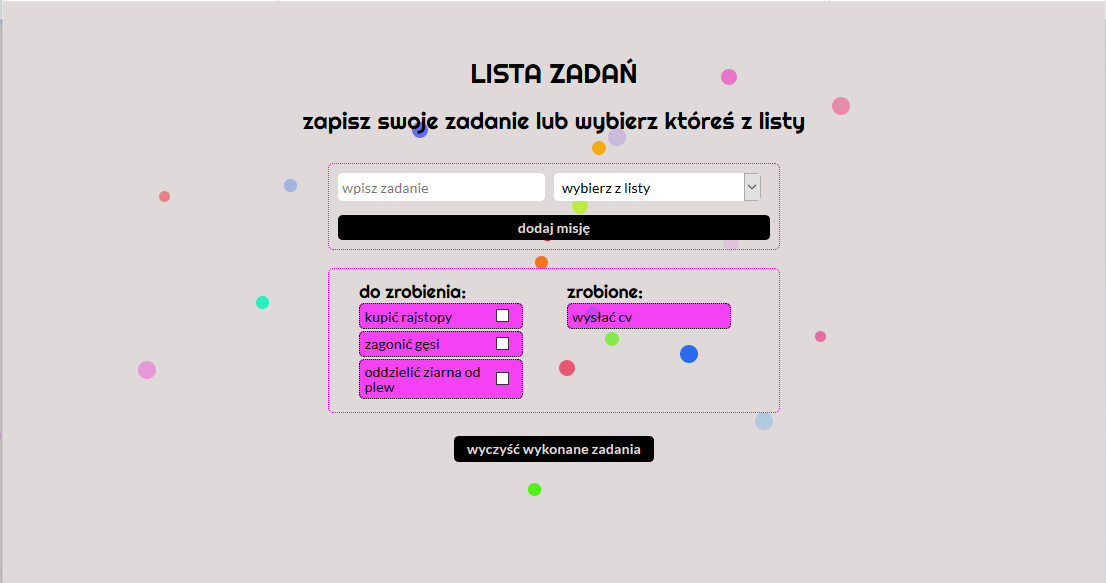 LISTA ZADAŃ
zapisz swoje zadanie lub wybierz któreś z listy
wpisz zadanie
wybierz z listy
dodaj misję
do zrobienia:
kupić rajstopy
zagonić gęsi
oddzielić ziarna od
plew
zrobione:
wysłać cv
wyczyść wykonane zadania